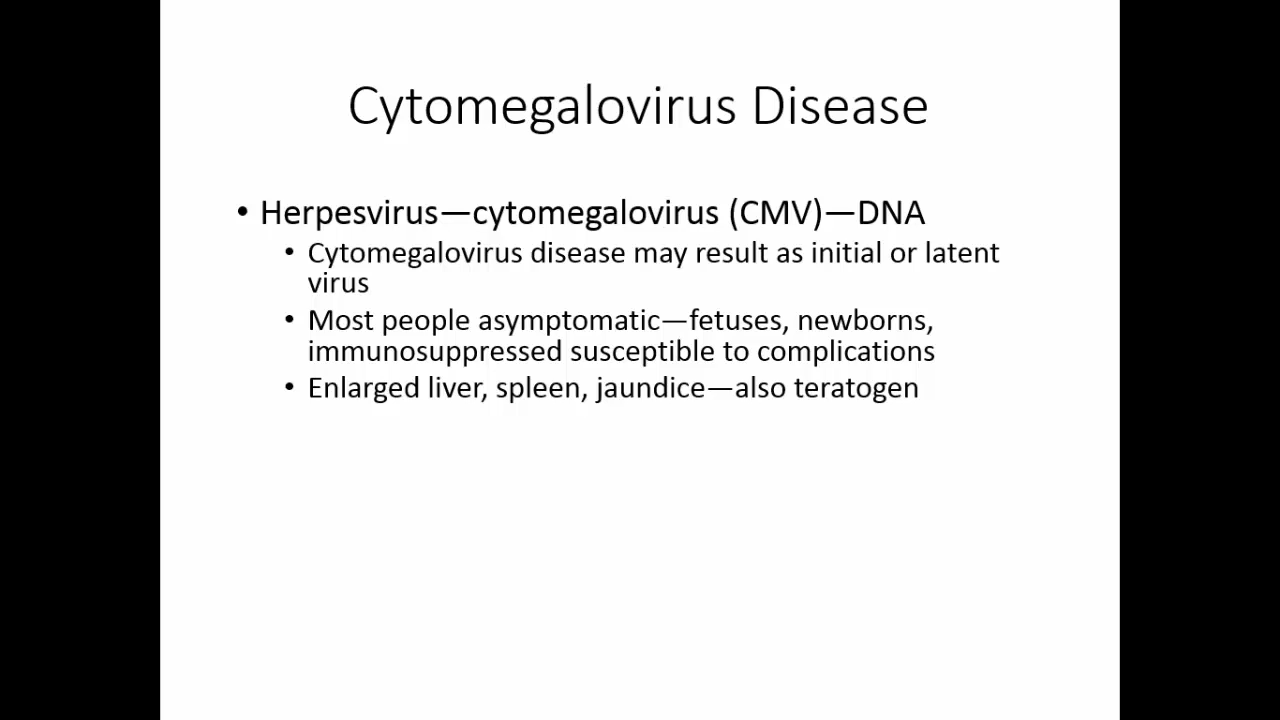 Cytomegalovirus Disease
• Herpesvirus—cytomegalovirus (CMV)—DNA
• Cytomegalovirus disease may result as initial or latent
virus
• Most people asymptomatic—fetuses, newborns,
immunosuppressed susceptible to complications
• Enlarged liver, spleen, jaundice—also teratogen